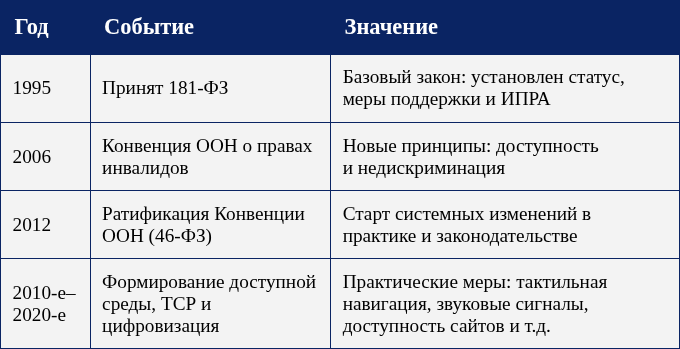 Год Событие Значение
1995 Принят 181-ФЗ Базовый закон: установлен статус,
меры поддержки и ИПРА
2006 Конвенция ООН о правах
инвалидов Новые принципы: доступность
и недискриминация
2012 Ратификация Конвенции
ООН (46-ФЗ) Старт системных изменений в
практике и законодательстве
2010-е–
2020-е Формирование доступной
среды, ТСР и
цифровизация Практические меры: тактильная
навигация, звуковые сигналы,
доступность сайтов и т.д.